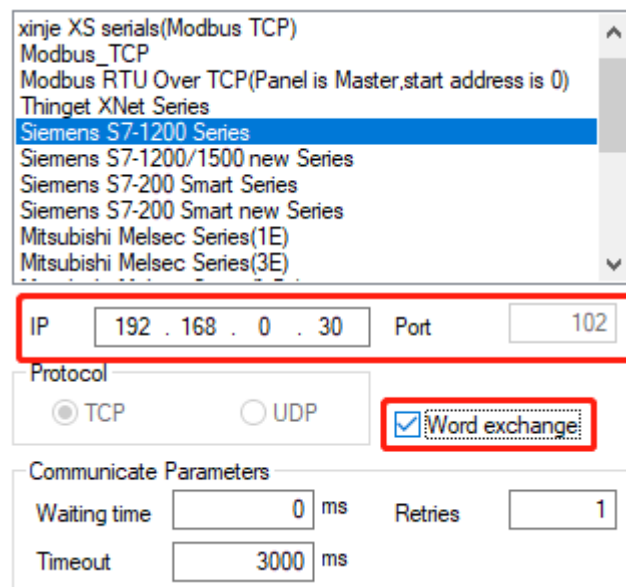 xinje XS serials(Modbus TCP)
Modbus_TCP
Modbus RTU Over TCP(Panel is Master,start address is 0)
Thinget XNet Series
Siemens S7-1200 Series
Siemens S7-1200/1500 new Series
Siemens S7-200 Smart Series
Siemens S7-200 Smart new Series
Mitsubishi Melsec Series(1E)
Mitsubishi Melsec Series(3E)
IP 192 . 168 . 0 . 30 Port 102
Protocol
TCP UDP Word exchange
Communicate Parameters
Waiting time 0 ms Retries 1
Timeout 3000 ms